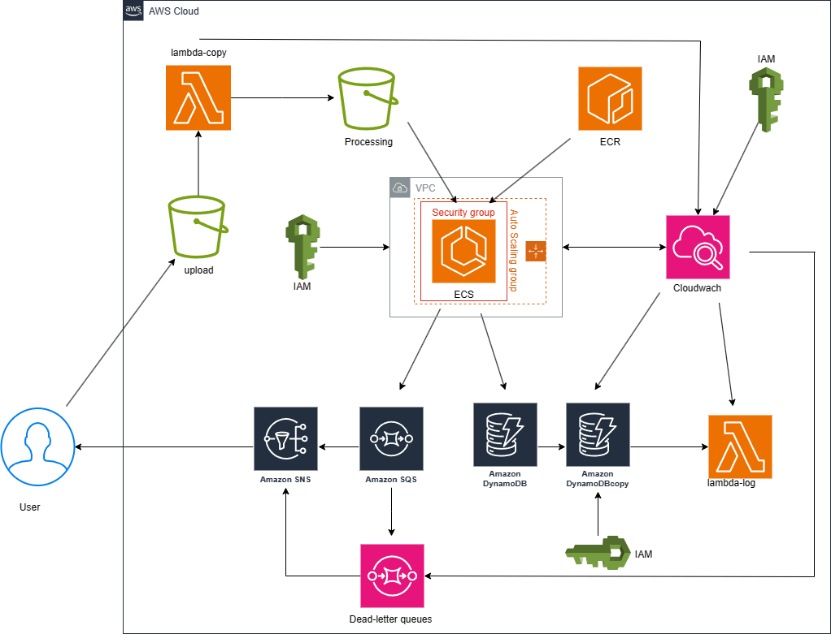 aws
AWS Cloud
lambda-copy
IAM
Processing
ECR
VPC
Security group
Auto Scaling group
upload
IAM
ECS
Cloudwach
Amazon SNS
Amazon SQS
Amazon
DynamoDB
Amazon
DynamoDBcopy
lambda-log
User
IAM
Dead-letter queues